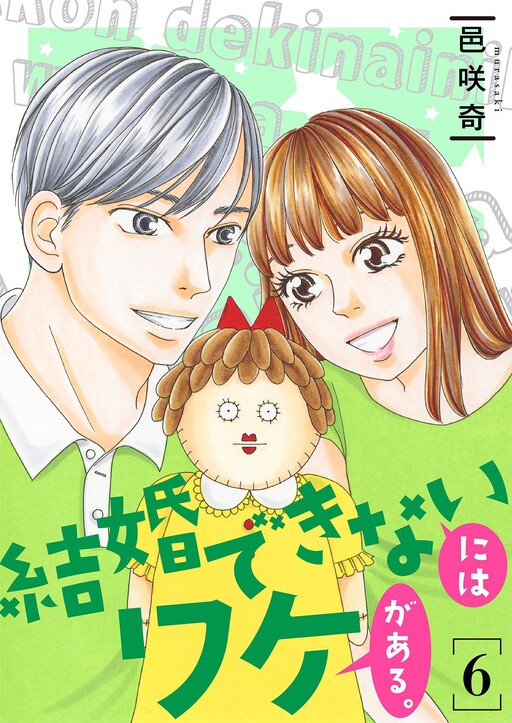 kon dekinaini
邑咲奇
murasaki
結婚できない
には
ワケ
がある。
[6]